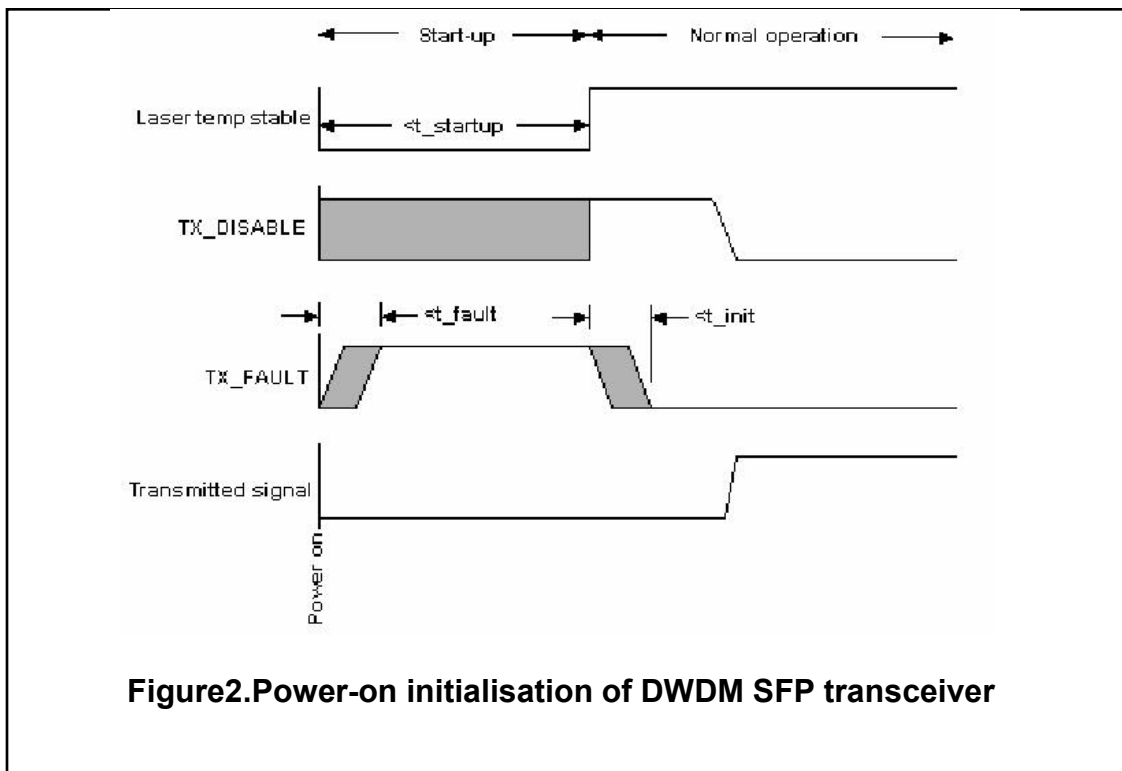 Start-up Normal operation
Laser temp stable
<t_startup
TX_DISABLE
<t_fault <t_init
TX_FAULT
Transmitted signal
Power on
Figure2.Power-on initialisation of DWDM SFP transceiver